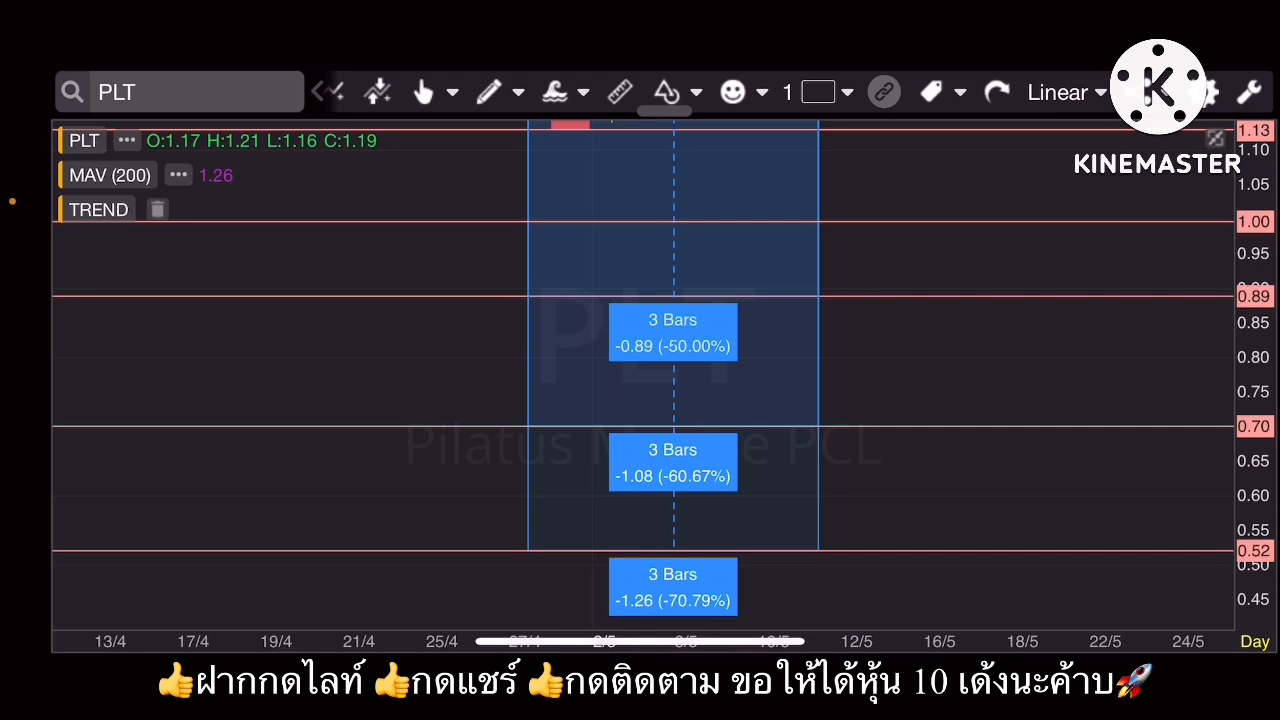 PLT
1
Linear
KINEMASTER
PLT ••• O:1.17 H:1.21 L:1.16 C:1.19
MAV (200) ••• 1.26
TREND
1.13
1.10
1.05
1.00
0.95
0.89
0.85
0.80
0.75
0.70
0.65
0.60
0.55
0.52
0.50
0.45
3 Bars
-0.89 (-50.00%)
3 Bars
-1.08 (-60.67%)
3 Bars
-1.26 (-70.79%)
PLT
13/4 17/4 19/4 21/4 25/4 12/5 16/5 18/5 22/5 24/5 Day
👍ฝากกดไลท์ 👍กดแชร์ 👍กดติดตาม ขอให้ได้หุ้น 10 เด้งนะค้าบ🚀